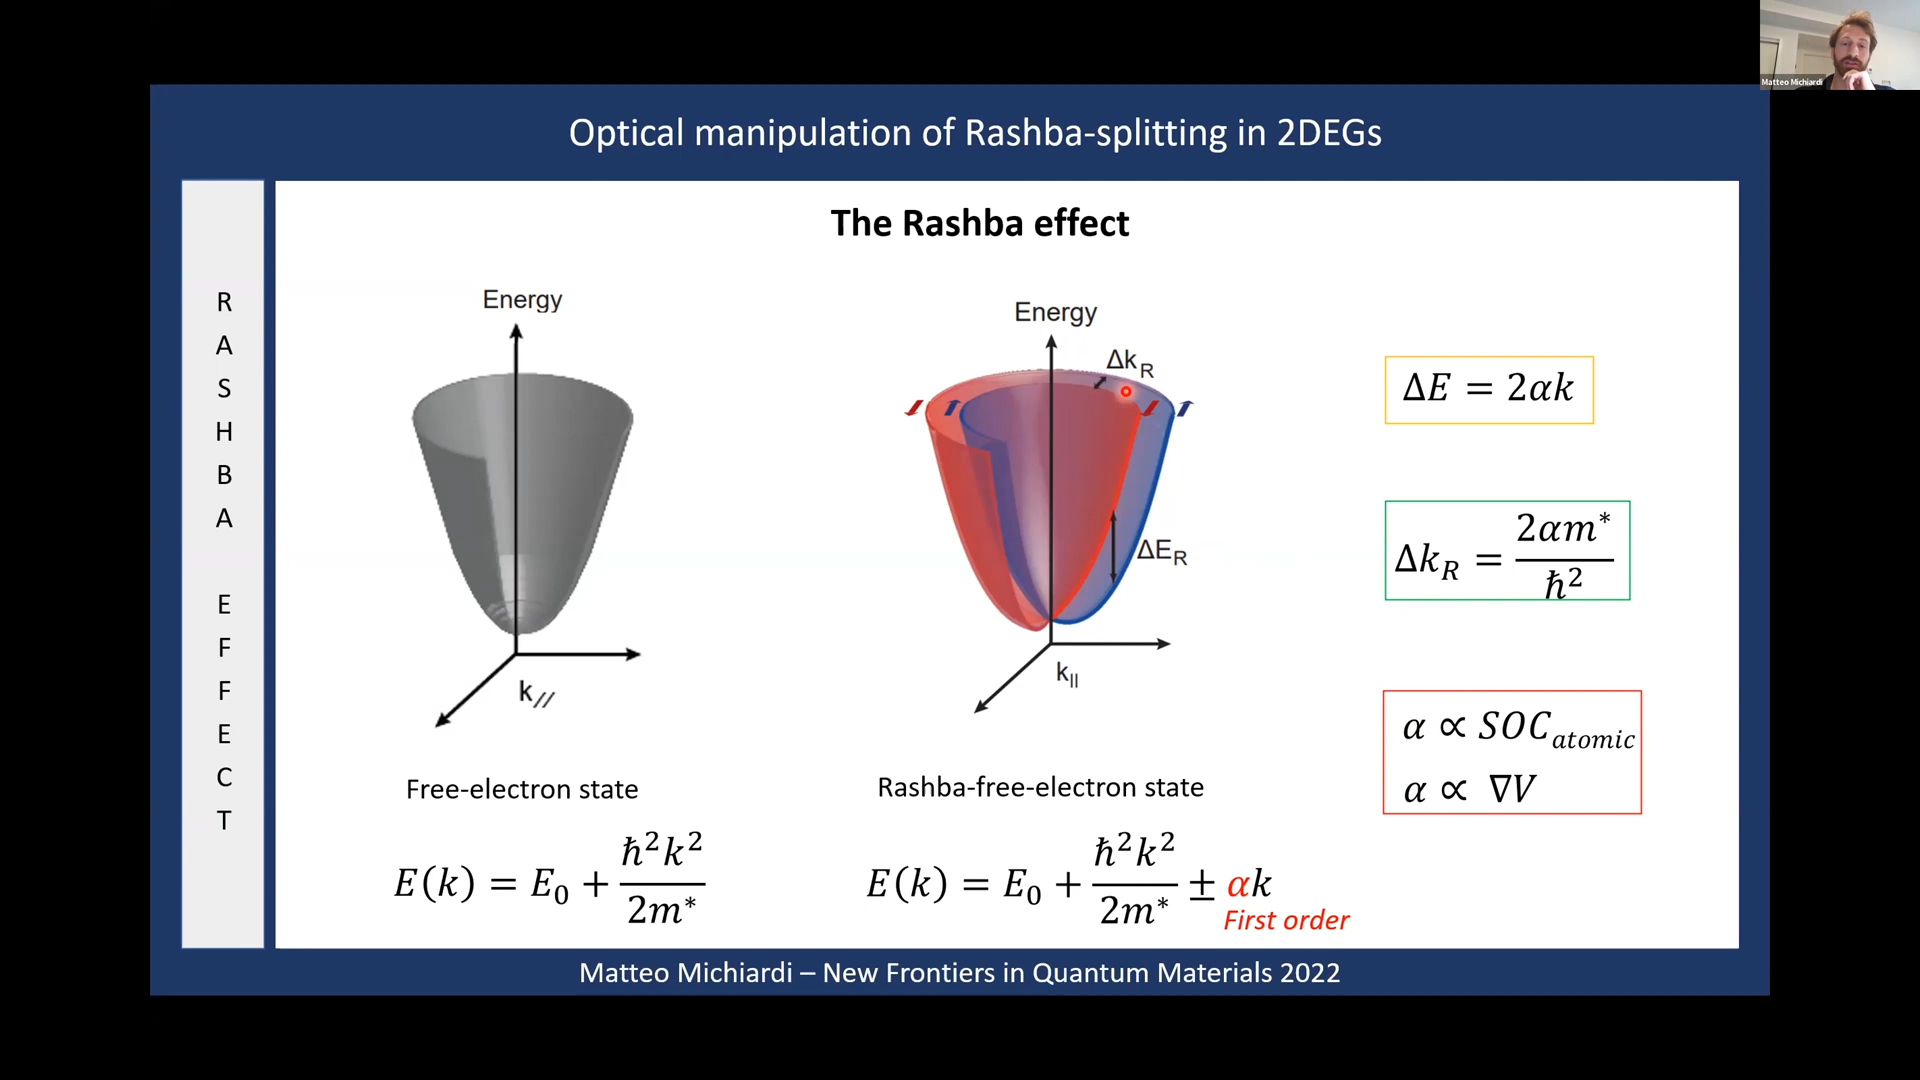 Matteo Michiardi
Optical manipulation of Rashba-splitting in 2DEGs
RASHBA EFFECT
The Rashba effect
Energy
k//
Free-electron state
E(k) = E₀ + ħ²k²/2m*
Energy
Δk_R
ΔE_R
k||
Rashba-free-electron state
E(k) = E₀ + ħ²k²/2m* ± αk
First order
ΔE = 2αk
Δk_R = 2αm*/ħ²
α ∝ SOC_atomic
α ∝ ∇V
Matteo Michiardi – New Frontiers in Quantum Materials 2022